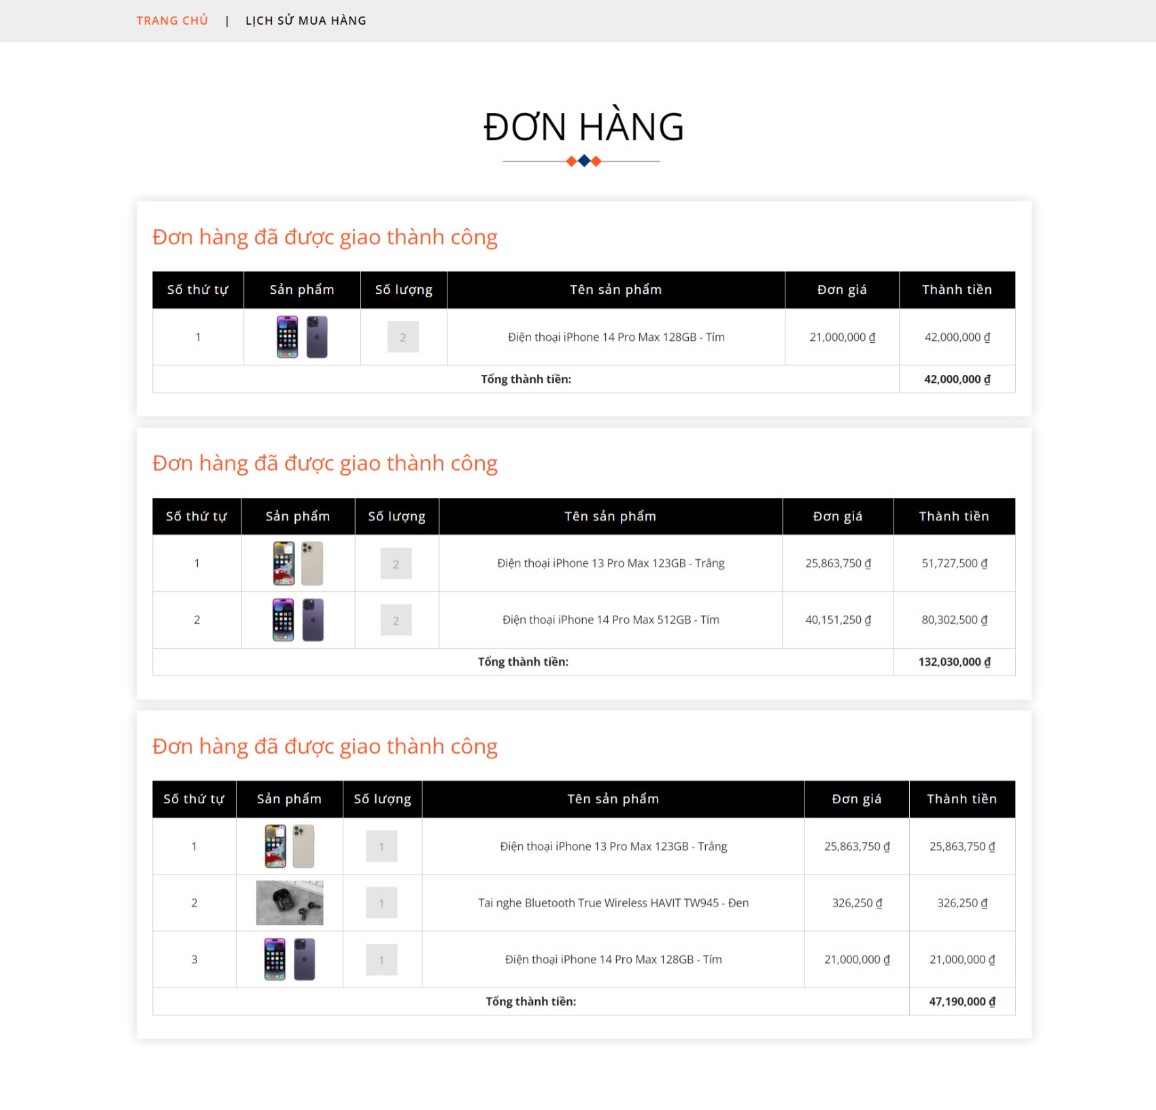 TRANG CHỦ | LỊCH SỬ MUA HÀNG
ĐƠN HÀNG
Đơn hàng đã được giao thành công
Số thứ tự Sản phẩm Số lượng Tên sản phẩm Đơn giá Thành tiền
1 2 Điện thoại iPhone 14 Pro Max 128GB - Tím 21,000,000 ₫ 42,000,000 ₫
Tổng thành tiền: 42,000,000 ₫
Đơn hàng đã được giao thành công
Số thứ tự Sản phẩm Số lượng Tên sản phẩm Đơn giá Thành tiền
1 2 Điện thoại iPhone 13 Pro Max 123GB - Trắng 25,863,750 ₫ 51,727,500 ₫
2 2 Điện thoại iPhone 14 Pro Max 512GB - Tím 40,151,250 ₫ 80,302,500 ₫
Tổng thành tiền: 132,030,000 ₫
Đơn hàng đã được giao thành công
Số thứ tự Sản phẩm Số lượng Tên sản phẩm Đơn giá Thành tiền
1 1 Điện thoại iPhone 13 Pro Max 123GB - Trắng 25,863,750 ₫ 25,863,750 ₫
2 1 Tai nghe Bluetooth True Wireless HAVIT TW945 - Đen 326,250 ₫ 326,250 ₫
3 1 Điện thoại iPhone 14 Pro Max 128GB - Tím 21,000,000 ₫ 21,000,000 ₫
Tổng thành tiền: 47,190,000 ₫